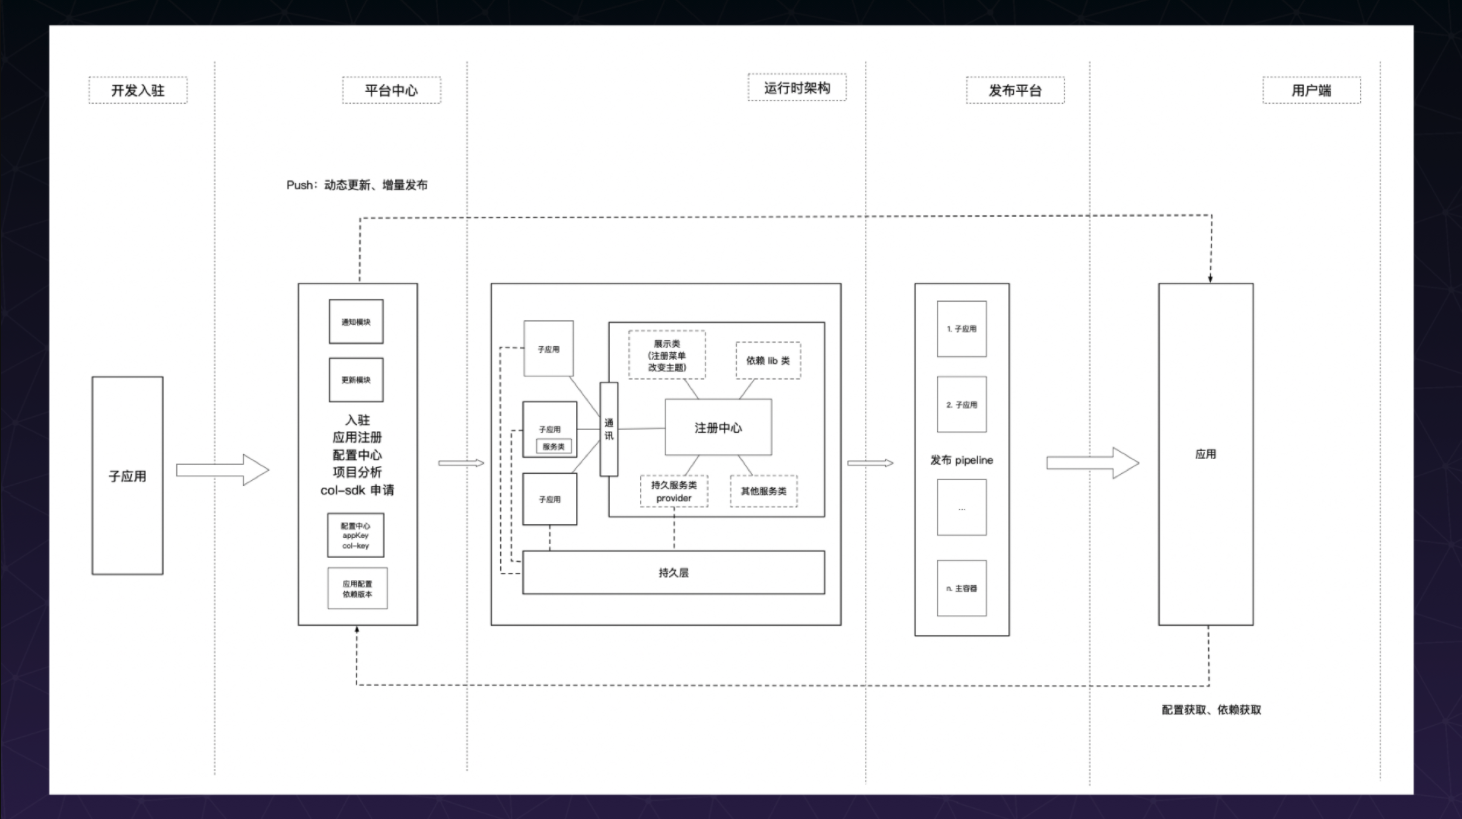 开发入驻
平台中心
运行时架构
发布平台
用户端
Push：动态更新、增量发布
子应用
通知模块
更新模块
入驻
应用注册
配置中心
项目分析
col-sdk 申请
配置中心
appKey
col-key
应用配置
依赖版本
子应用
子应用
服务类
子应用
通
讯
展示类
(注册菜单
改变主题)
依赖 lib 类
注册中心
持久服务类
provider
其他服务类
持久层
1. 子应用
2. 子应用
发布 pipeline
...
n. 主容器
应用
配置获取、依赖获取